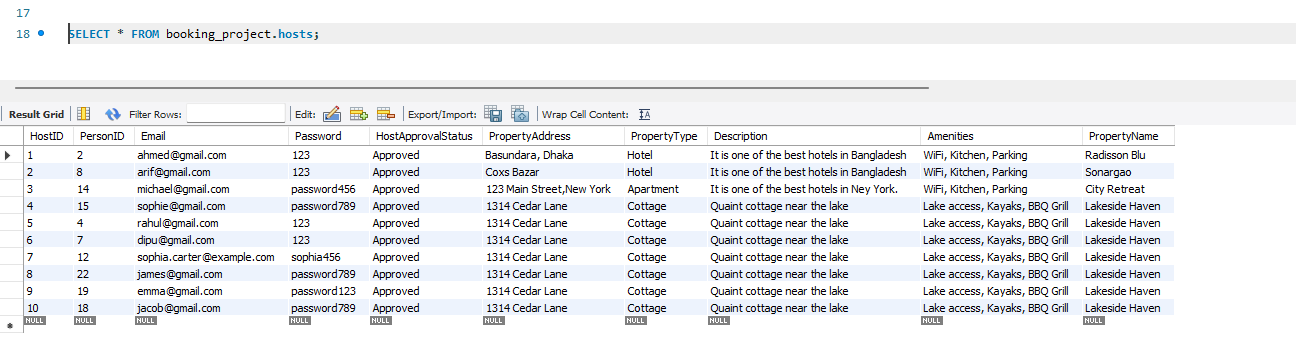 17
18 SELECT * FROM booking_project.hosts;
Result Grid Filter Rows: Edit: Export/Import: Wrap Cell Content: IA
HostID PersonID Email Password HostApprovalStatus PropertyAddress PropertyType Description Amenities PropertyName
1 2 ahmed@gmail.com 123 Approved Basundara, Dhaka Hotel It is one of the best hotels in Bangladesh WiFi, Kitchen, Parking Radisson Blu
2 8 arif@gmail.com 123 Approved Coxs Bazar Hotel It is one of the best hotels in Bangladesh WiFi, Kitchen, Parking Sonargao
3 14 michael@gmail.com password456 Approved 123 Main Street,New York Apartment It is one of the best hotels in Ney York. WiFi, Kitchen, Parking City Retreat
4 15 sophie@gmail.com password789 Approved 1314 Cedar Lane Cottage Quaint cottage near the lake Lake access, Kayaks, BBQ Grill Lakeside Haven
5 4 rahul@gmail.com 123 Approved 1314 Cedar Lane Cottage Quaint cottage near the lake Lake access, Kayaks, BBQ Grill Lakeside Haven
6 7 dipu@gmail.com 123 Approved 1314 Cedar Lane Cottage Quaint cottage near the lake Lake access, Kayaks, BBQ Grill Lakeside Haven
7 12 sophia.carter@example.com sophia456 Approved 1314 Cedar Lane Cottage Quaint cottage near the lake Lake access, Kayaks, BBQ Grill Lakeside Haven
8 22 james@gmail.com password789 Approved 1314 Cedar Lane Cottage Quaint cottage near the lake Lake access, Kayaks, BBQ Grill Lakeside Haven
9 19 emma@gmail.com password123 Approved 1314 Cedar Lane Cottage Quaint cottage near the lake Lake access, Kayaks, BBQ Grill Lakeside Haven
10 18 jacob@gmail.com password789 Approved 1314 Cedar Lane Cottage Quaint cottage near the lake Lake access, Kayaks, BBQ Grill Lakeside Haven
NULL NULL NULL NULL NULL NULL NULL NULL NULL NULL